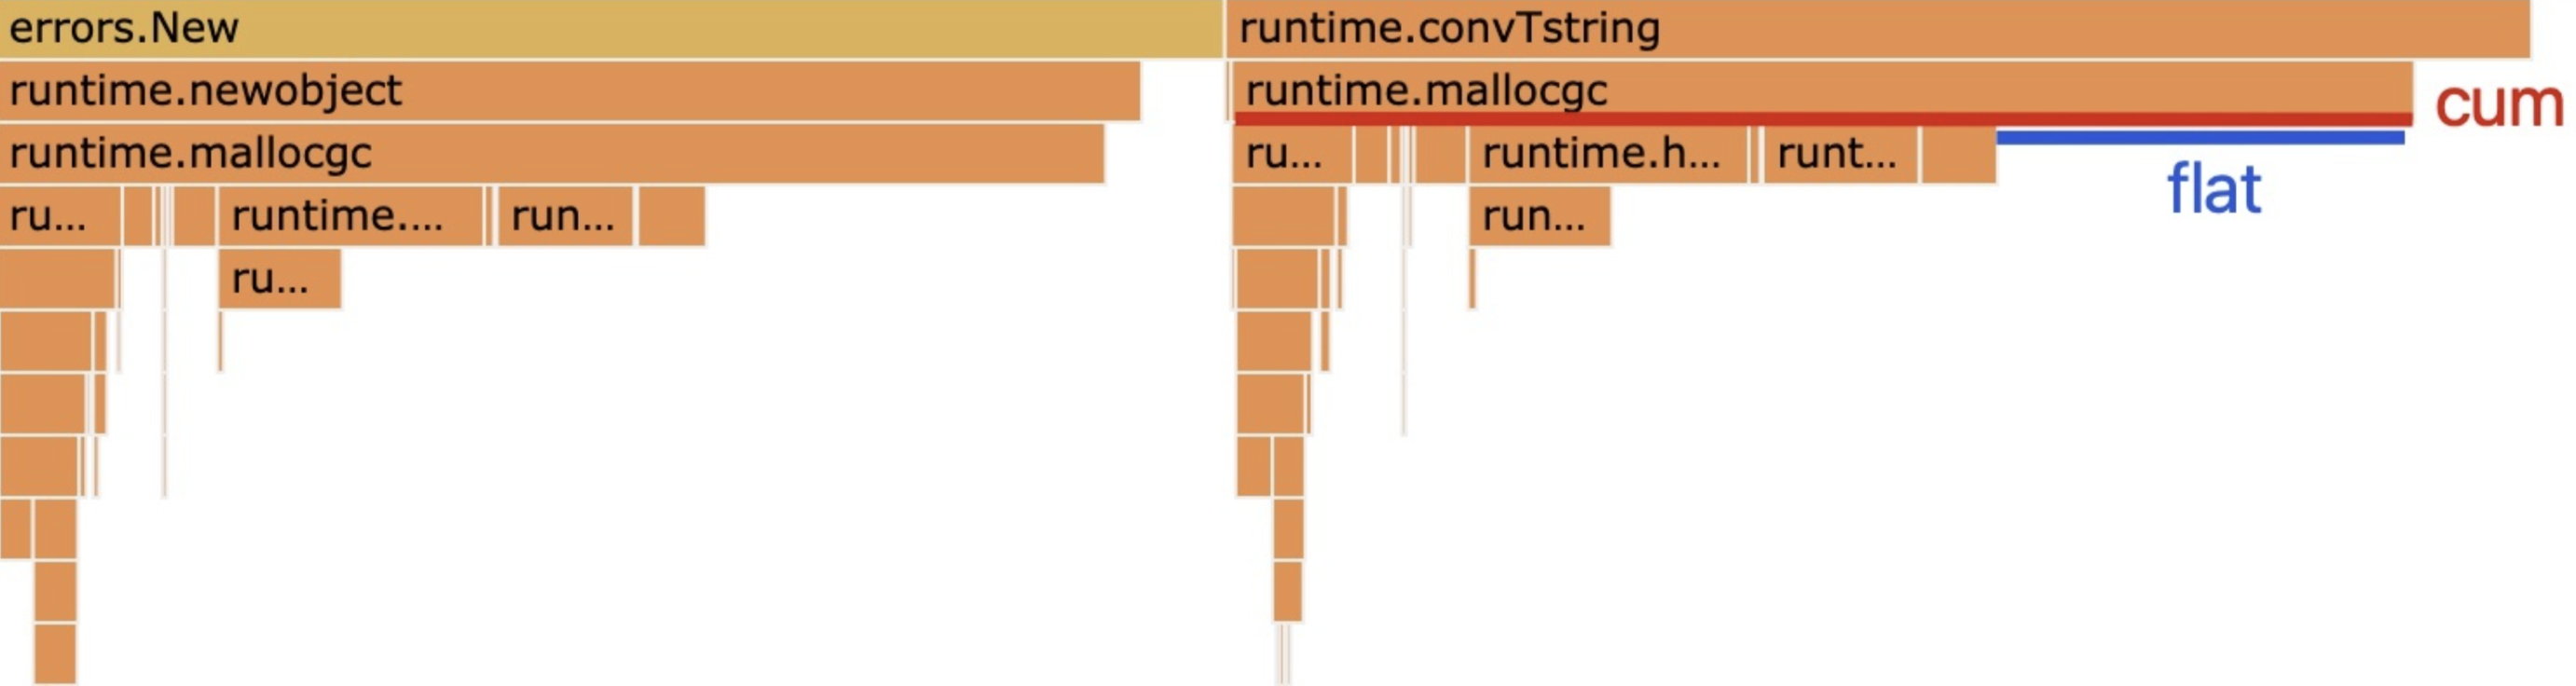 errors.New
runtime.convTstring
runtime.newobject
runtime.mallocgc
cum
runtime.mallocgc
ru...
runtime.h...
runt...
flat
ru...
runtime....
run...
run...
ru...